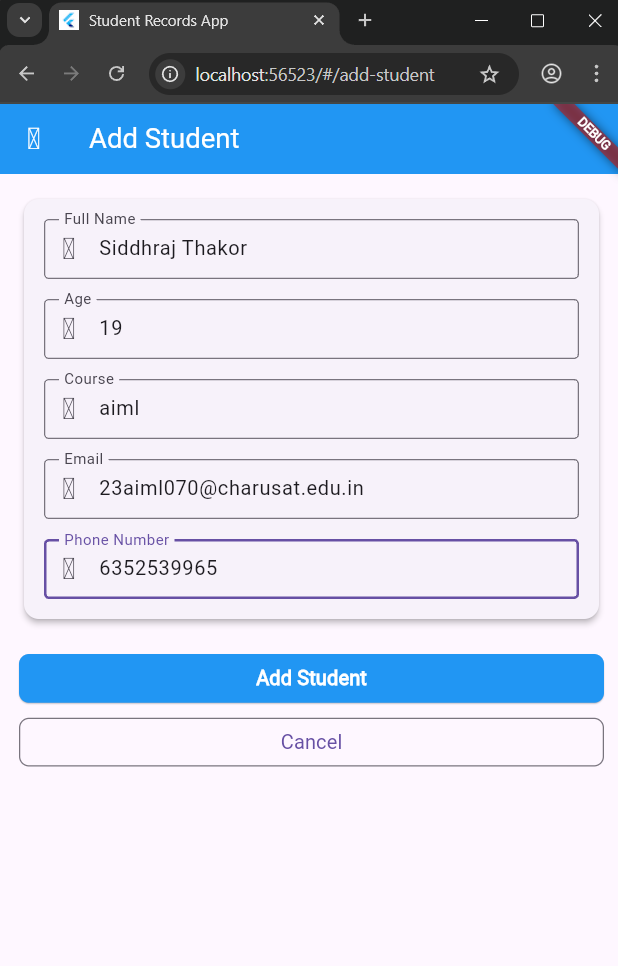 Student Records App
localhost:56523/#/add-student
Add Student
DEBUG
Full Name
Siddhraj Thakor
Age
19
Course
aiml
Email
23aiml070@charusat.edu.in
Phone Number
6352539965
Add Student
Cancel